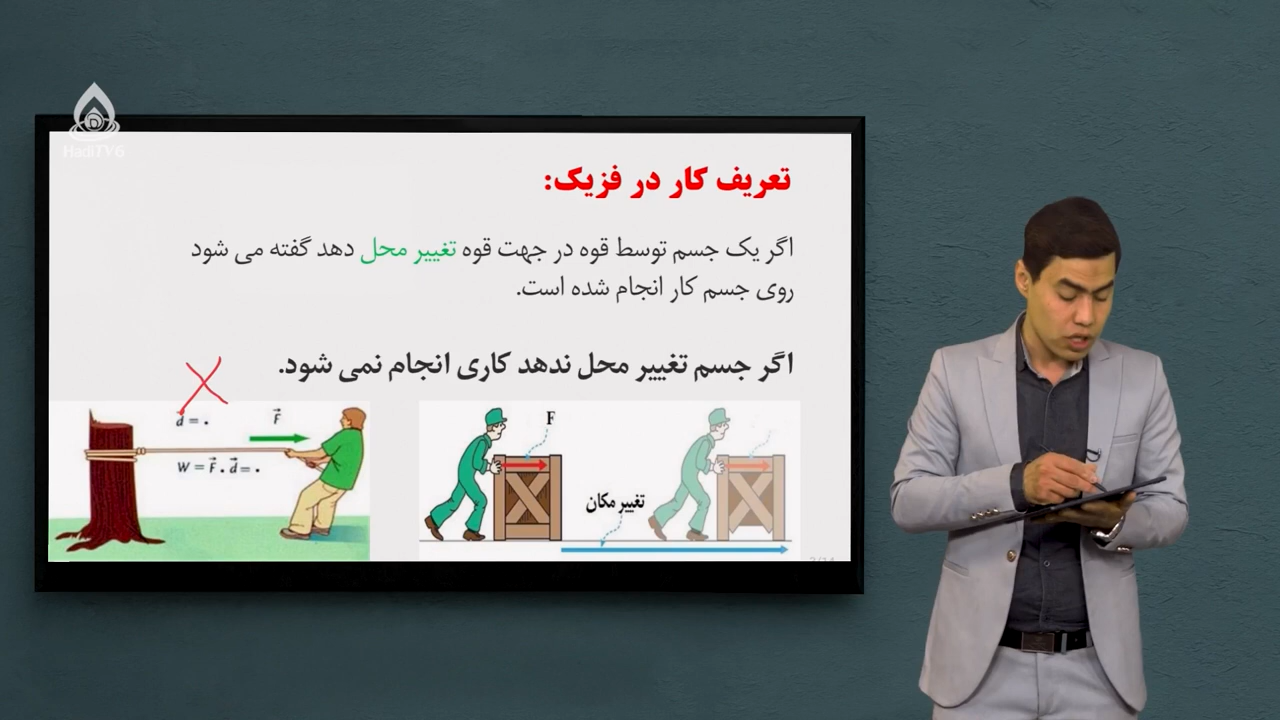 HadiTV6
تعریف کار در فزیک:
اگر یک جسم توسط قوه در جهت قوه تغییر محل دهد گفته می شود
روی جسم کار انجام شده است.
اگر جسم تغییر محل ندهد کاری انجام نمی شود.
d = ۰
F
W = F . d = ۰
F
تغییر مکان